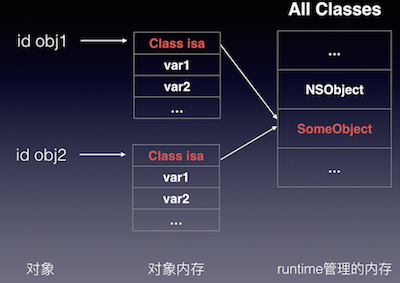 All Classes
id obj1
Class isa
var1
var2
...
...
NSObject
SomeObject
...
id obj2
Class isa
var1
var2
...
对象
对象内存
runtime管理的内存